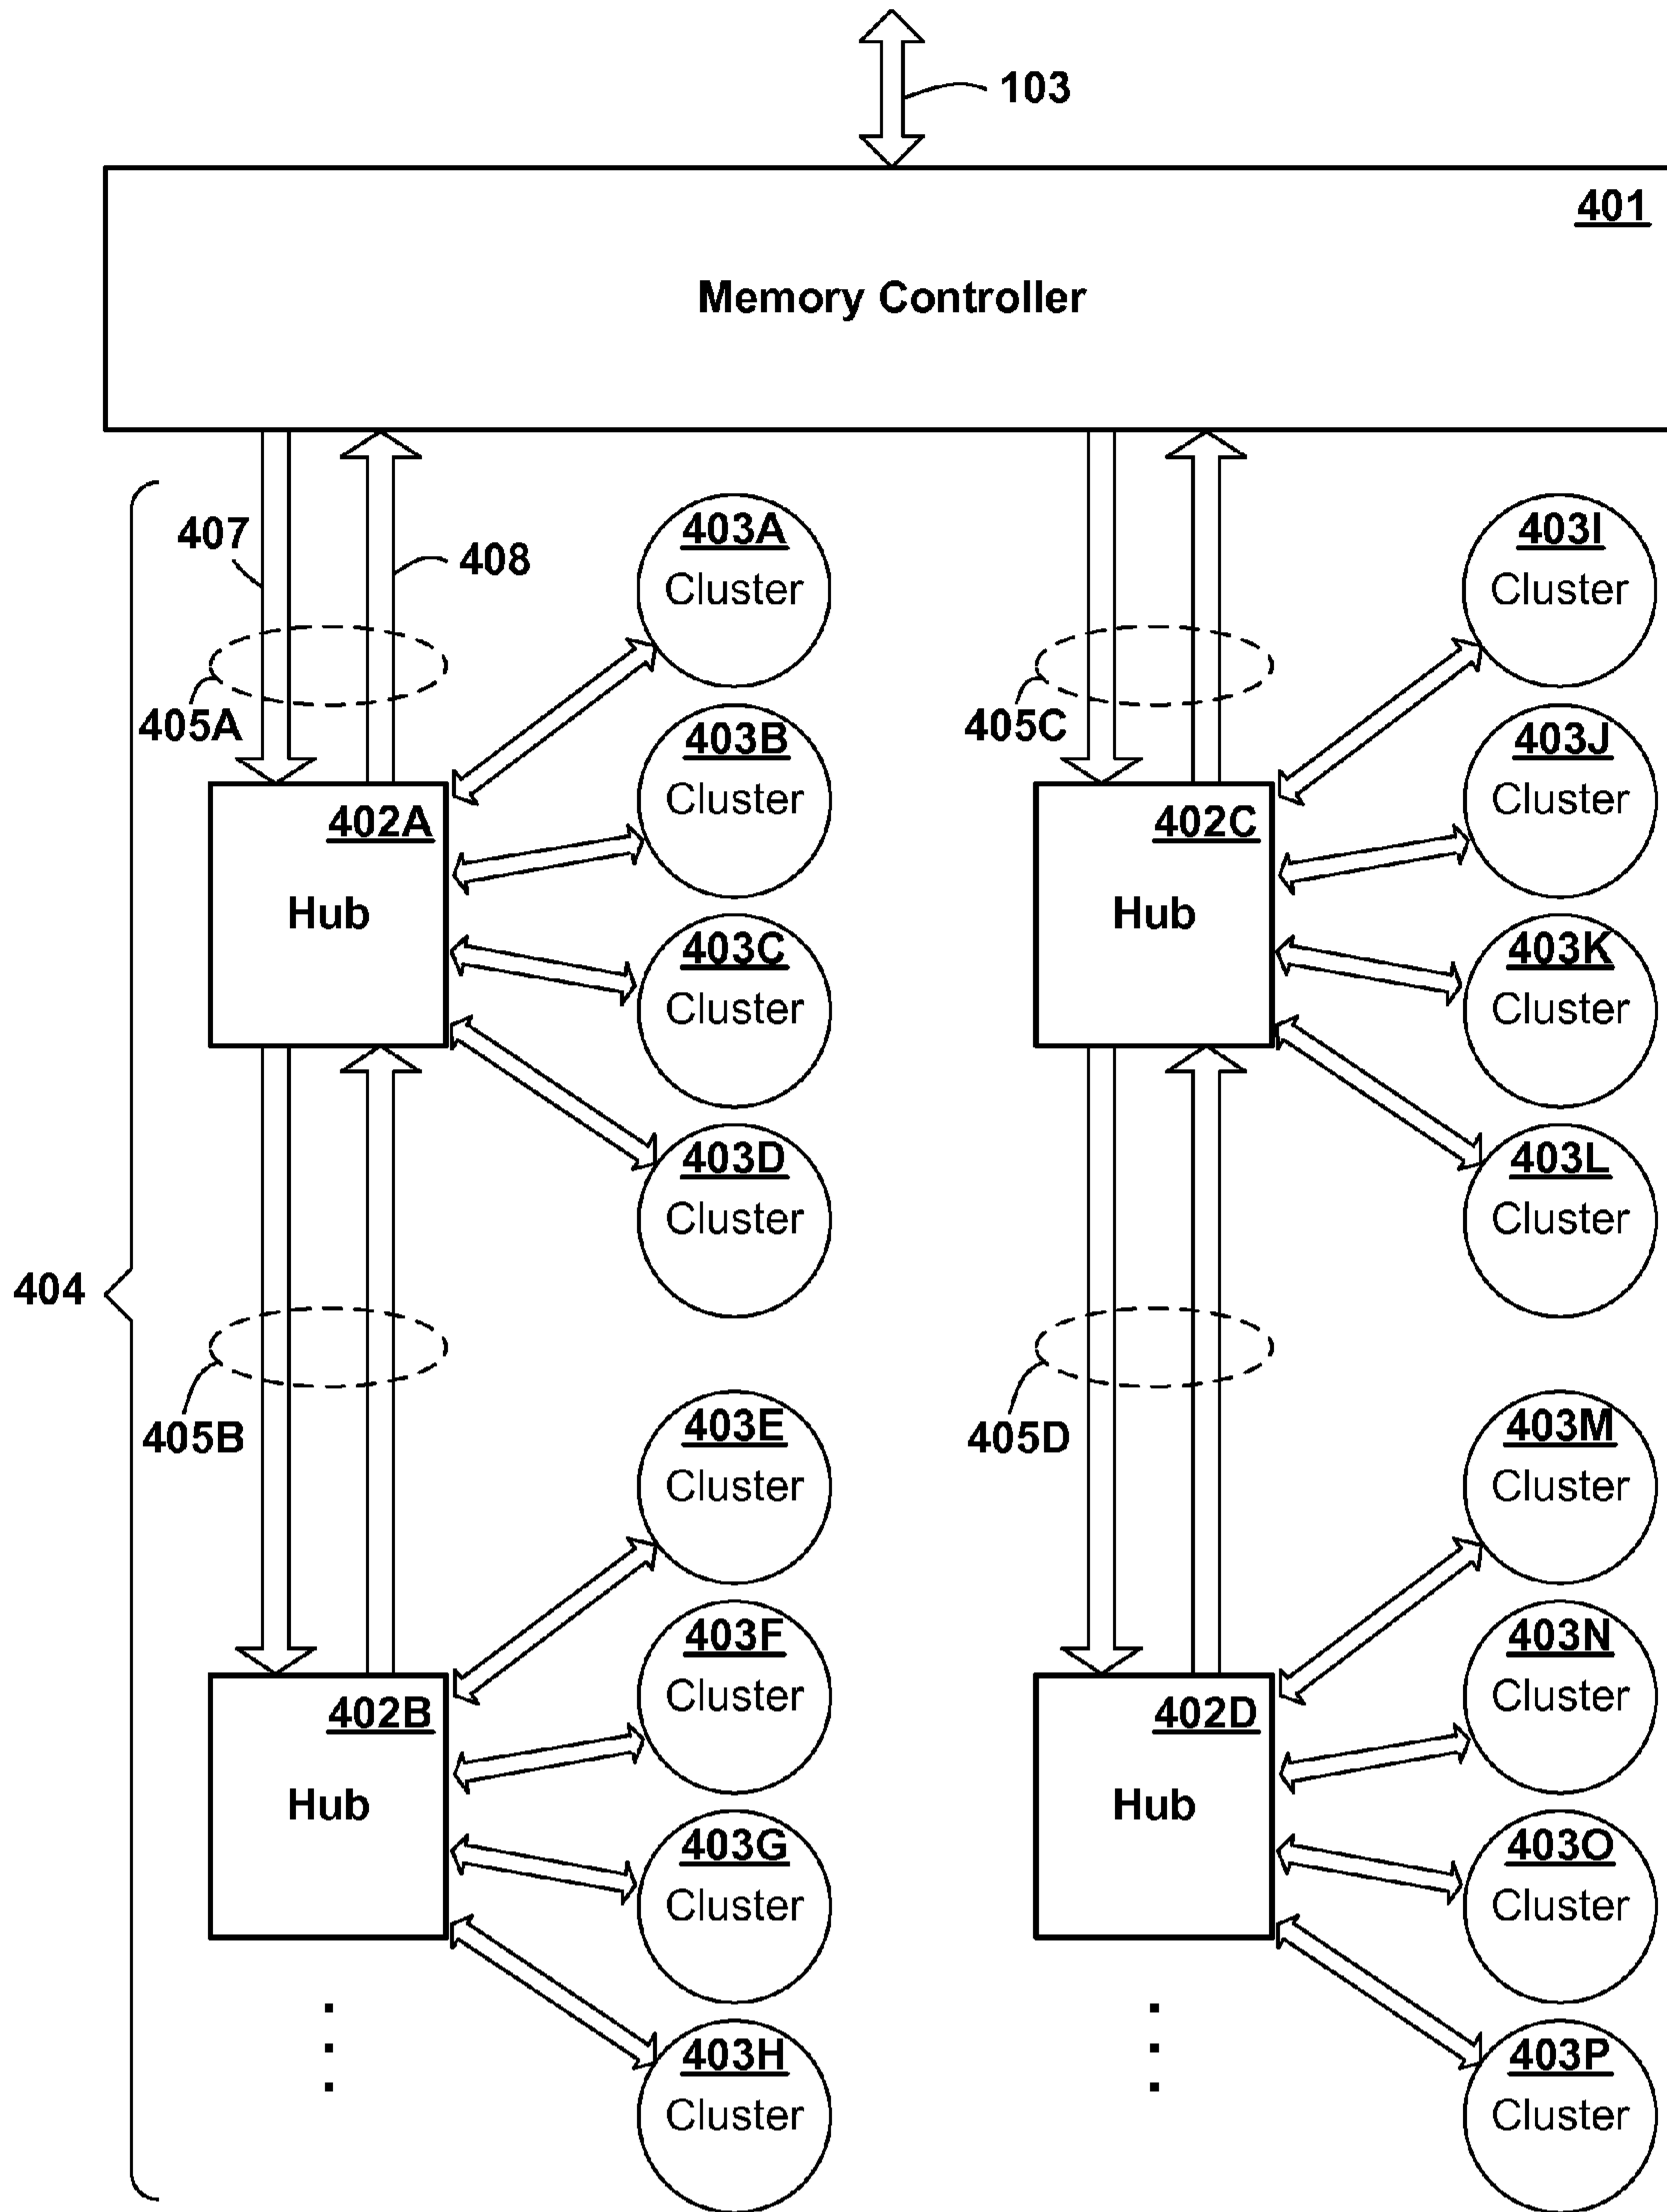 103
401
Memory Controller
407
408
405A
403A
Cluster
403B
Cluster
402A
Hub
403C
Cluster
403D
Cluster
405C
403I
Cluster
403J
Cluster
402C
Hub
403K
Cluster
403L
Cluster
404
405B
403E
Cluster
403F
Cluster
402B
Hub
403G
Cluster
403H
Cluster
405D
403M
Cluster
403N
Cluster
402D
Hub
403O
Cluster
403P
Cluster